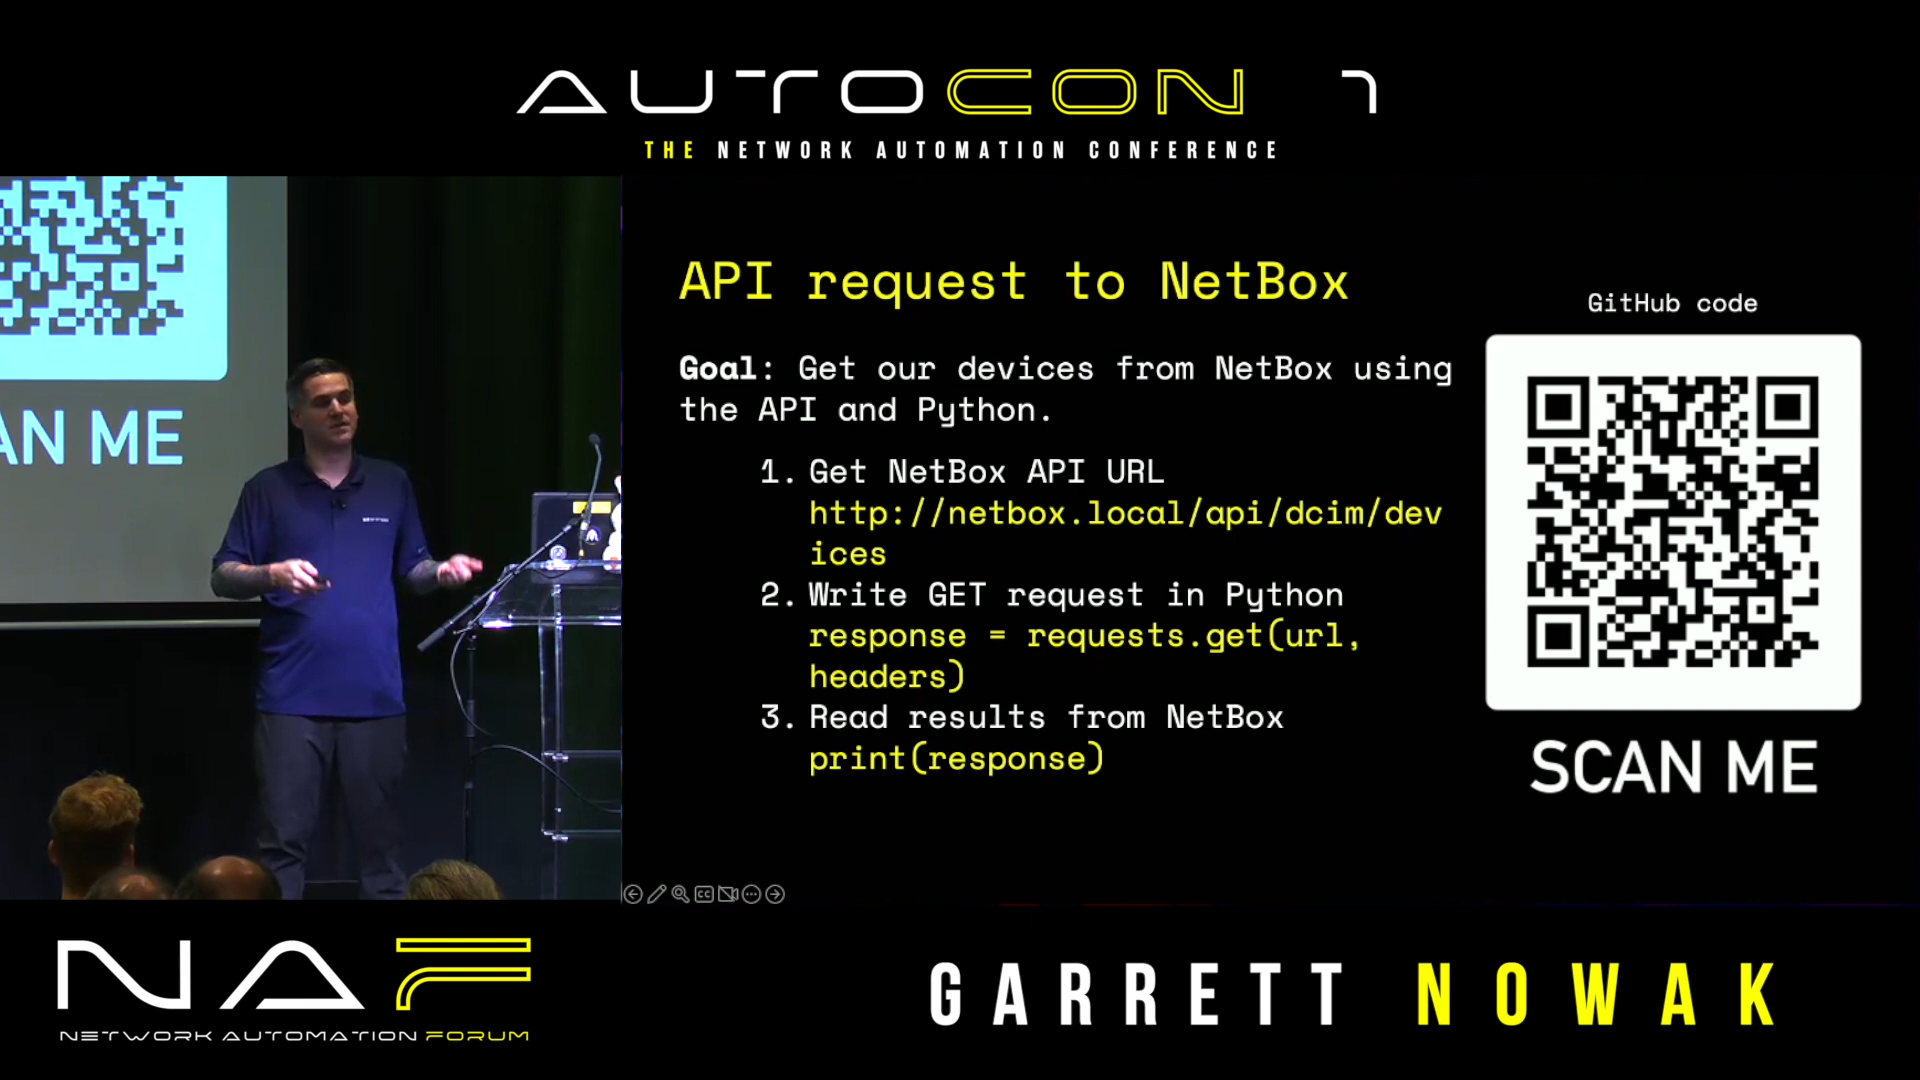 AUTOCON 1
THE NETWORK AUTOMATION CONFERENCE
AN ME
API request to NetBox
Goal: Get our devices from NetBox using
the API and Python.
1. Get NetBox API URL
http://netbox.local/api/dcim/dev
ices
2. Write GET request in Python
response = requests.get(url,
headers)
3. Read results from NetBox
print(response)
GitHub code
SCAN ME
CC
NAF
NETWORK AUTOMATION FORUM
GARRETT NOWAK